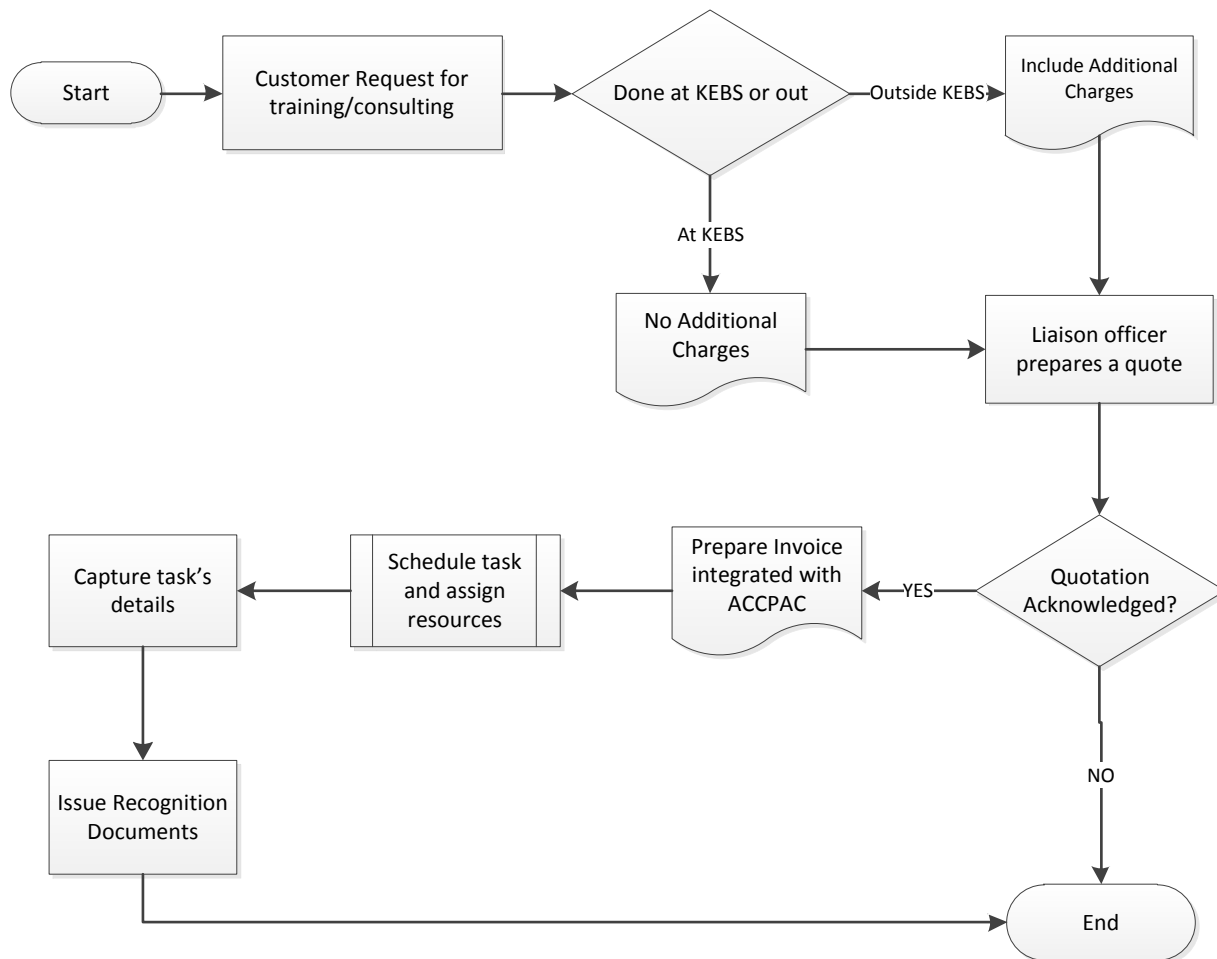 Start
Customer Request for
training/consulting
Done at KEBS or out
Outside KEBS
Include Additional
Charges
At KEBS
No Additional
Charges
Liaison officer
prepares a quote
Quotation
Acknowledged?
YES
Prepare Invoice
integrated with
ACCPAC
Schedule task
and assign
resources
Capture task’s
details
Issue Recognition
Documents
NO
End